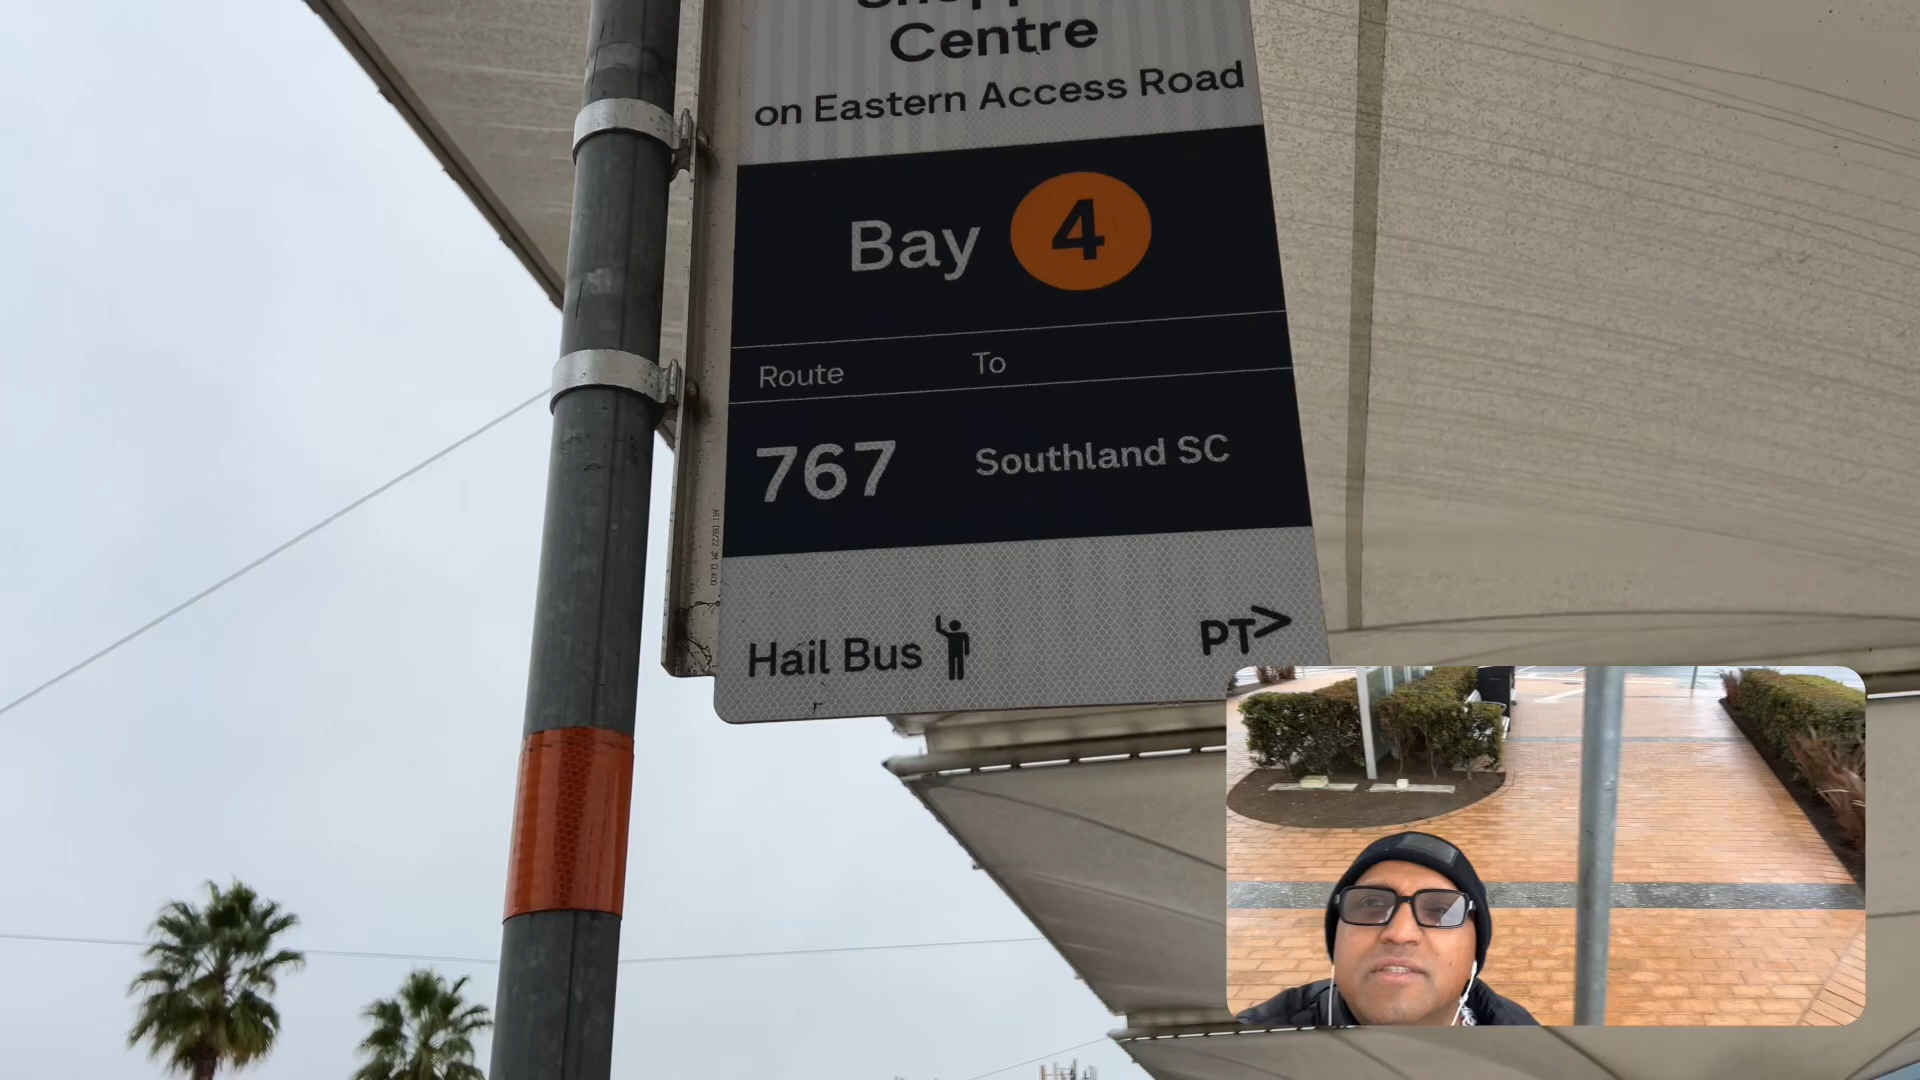 Centre
on Eastern Access Road
Bay 4
Route To
767 Southland SC
Hail Bus PT>